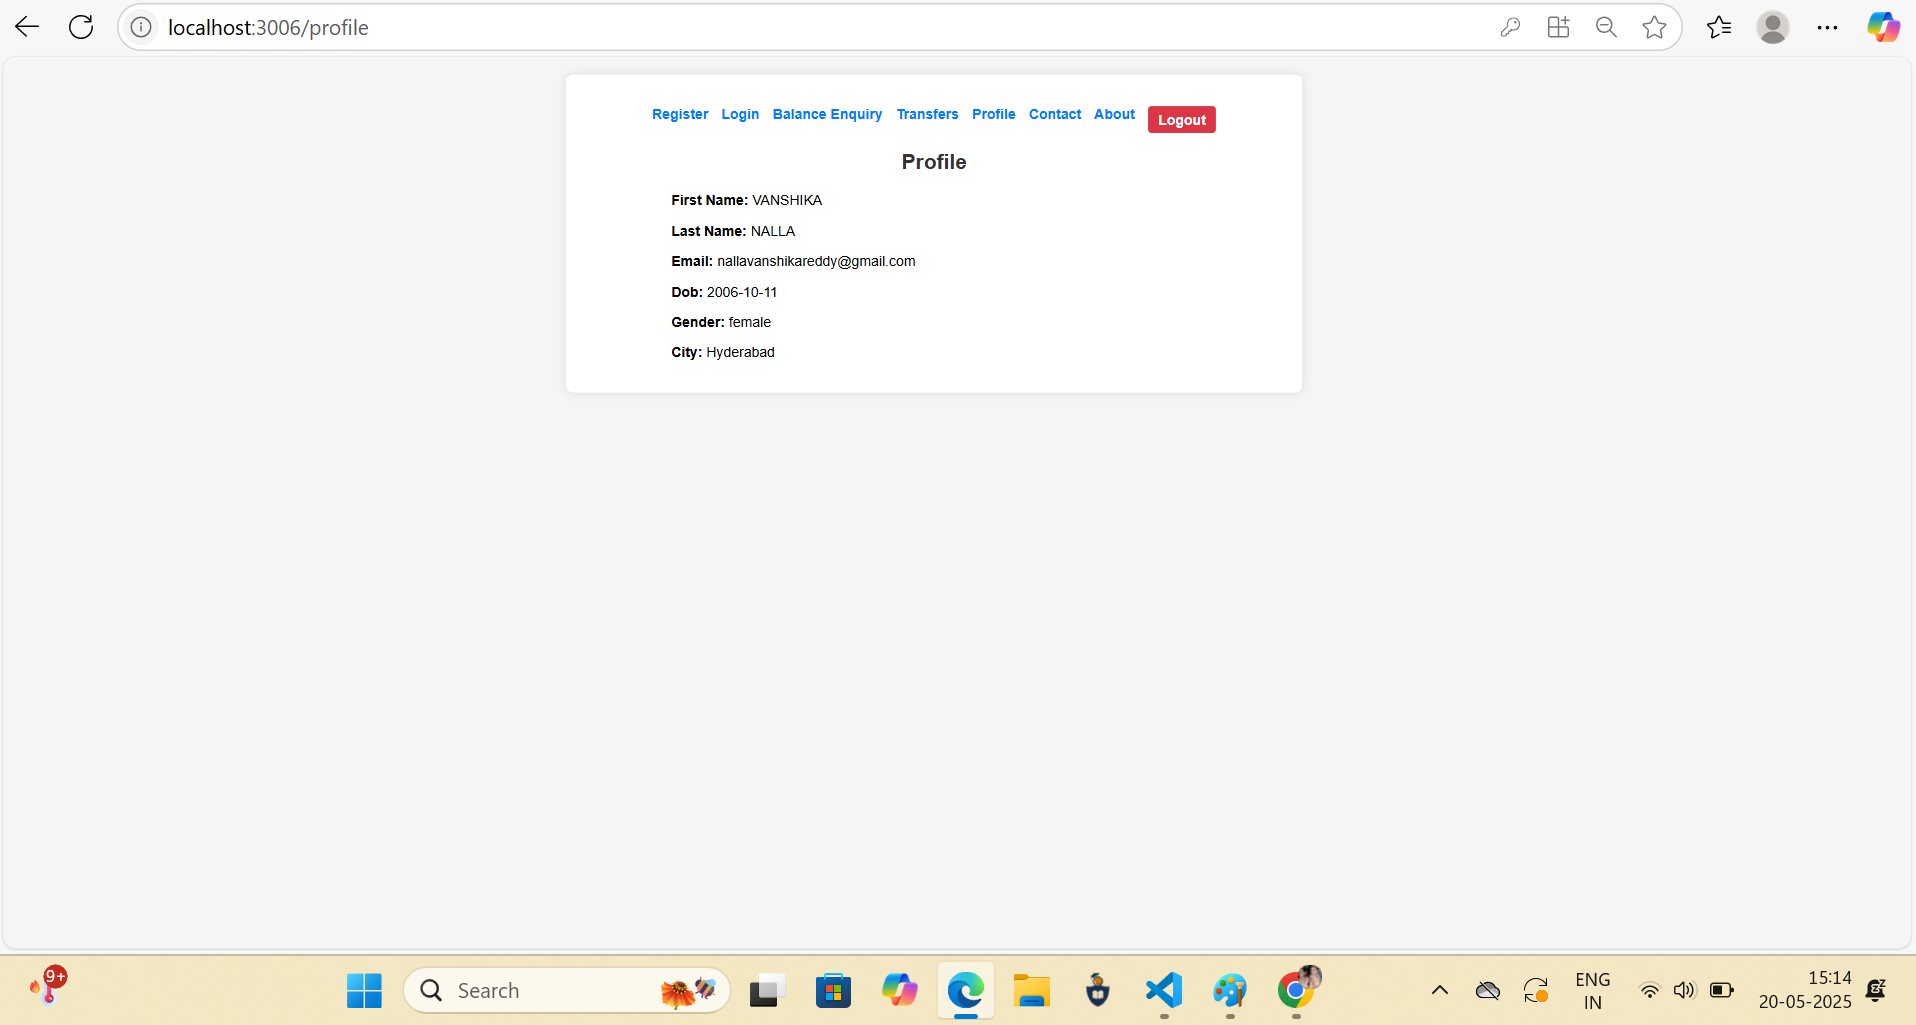 localhost:3006/profile
Register Login Balance Enquiry Transfers Profile Contact About Logout
Profile
First Name: VANSHIKA
Last Name: NALLA
Email: nallavanshikareddy@gmail.com
Dob: 2006-10-11
Gender: female
City: Hyderabad
9+
Search
ENG
IN
15:14
20-05-2025